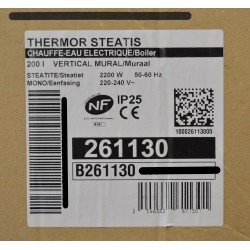 THERMOR STEATIS
CHAUFFE-EAU ELECTRIQUE/Boiler
200 l VERTICAL MURAL/Muraal
STEATITE/Steatiet 2200 W 50-60 Hz
MONO/Eenfasing 220-240 V~
NF IP25
100026113000
261130
B261130